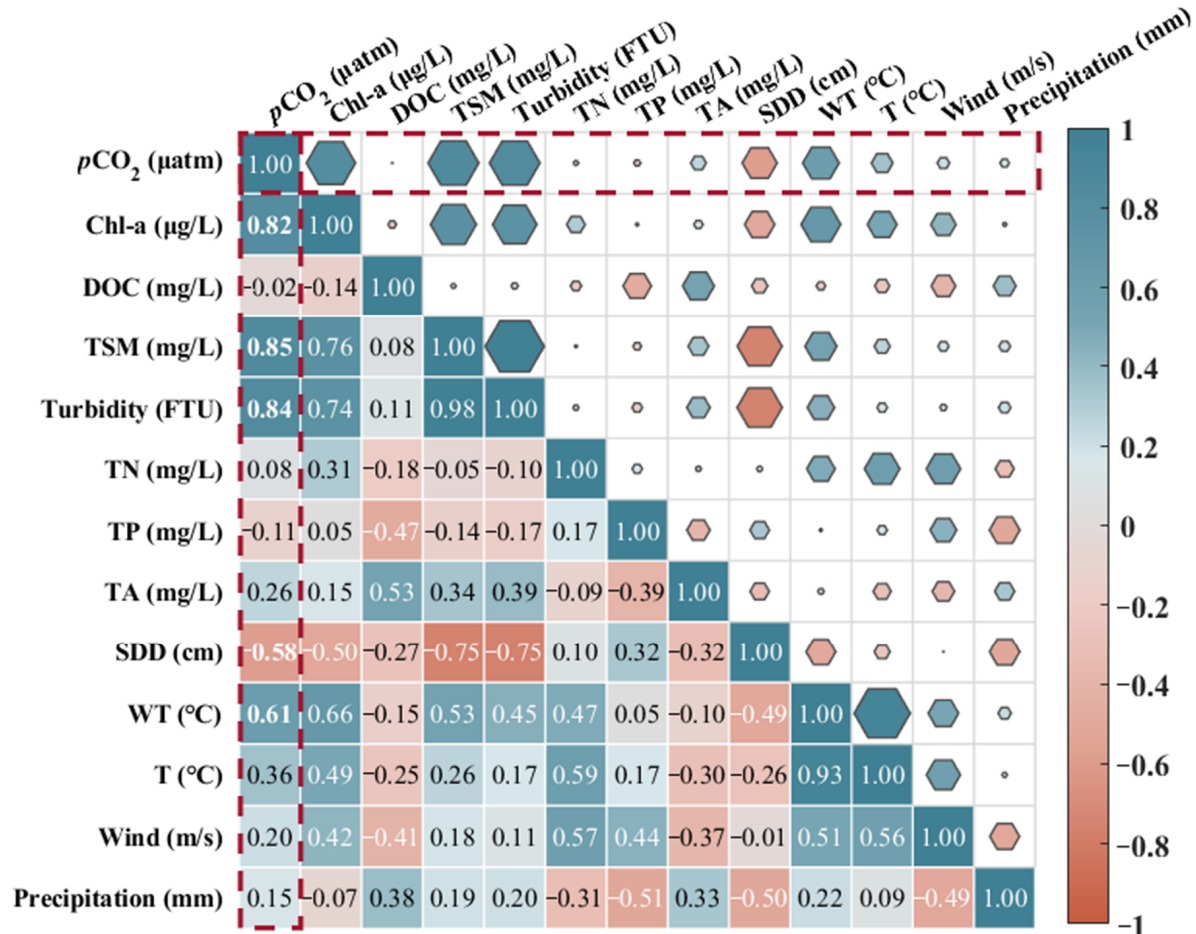 pCO₂ (μatm) Chl-a (μg/L) DOC (mg/L) TSM (mg/L) Turbidity (FTU) TN (mg/L) TP (mg/L) TA (mg/L) SDD (cm) WT (°C) T (°C) Wind (m/s) Precipitation (mm)
pCO₂ (μatm) 1.00
Chl-a (μg/L) 0.82 1.00
DOC (mg/L) −0.02 −0.14 1.00
TSM (mg/L) 0.85 0.76 0.08 1.00
Turbidity (FTU) 0.84 0.74 0.11 0.98 1.00
TN (mg/L) 0.08 0.31 −0.18 −0.05 −0.10 1.00
TP (mg/L) −0.11 0.05 −0.47 −0.14 −0.17 0.17 1.00
TA (mg/L) 0.26 0.15 0.53 0.34 0.39 −0.09 −0.39 1.00
SDD (cm) −0.58 −0.50 −0.27 −0.75 −0.75 0.10 0.32 −0.32 1.00
WT (°C) 0.61 0.66 −0.15 0.53 0.45 0.47 0.05 −0.10 −0.49 1.00
T (°C) 0.36 0.49 −0.25 0.26 0.17 0.59 0.17 −0.30 −0.26 0.93 1.00
Wind (m/s) 0.20 0.42 −0.41 0.18 0.11 0.57 0.44 −0.37 −0.01 0.51 0.56 1.00
Precipitation (mm) 0.15 −0.07 0.38 0.19 0.20 −0.31 −0.51 0.33 −0.50 0.22 0.09 −0.49 1.00
1
0.8
0.6
0.4
0.2
0
−0.2
−0.4
−0.6
−0.8
−1